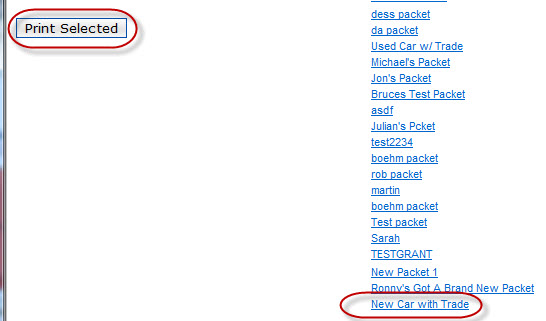 Print Selected
dess packet
da packet
Used Car w/ Trade
Michael's Packet
Jon's Packet
Bruces Test Packet
asdf
Julian's Pcket
test2234
boehm packet
rob packet
martin
boehm packet
Test packet
Sarah
TESTGRANT
New Packet 1
Ronny's Got A Brand New Packet
New Car with Trade